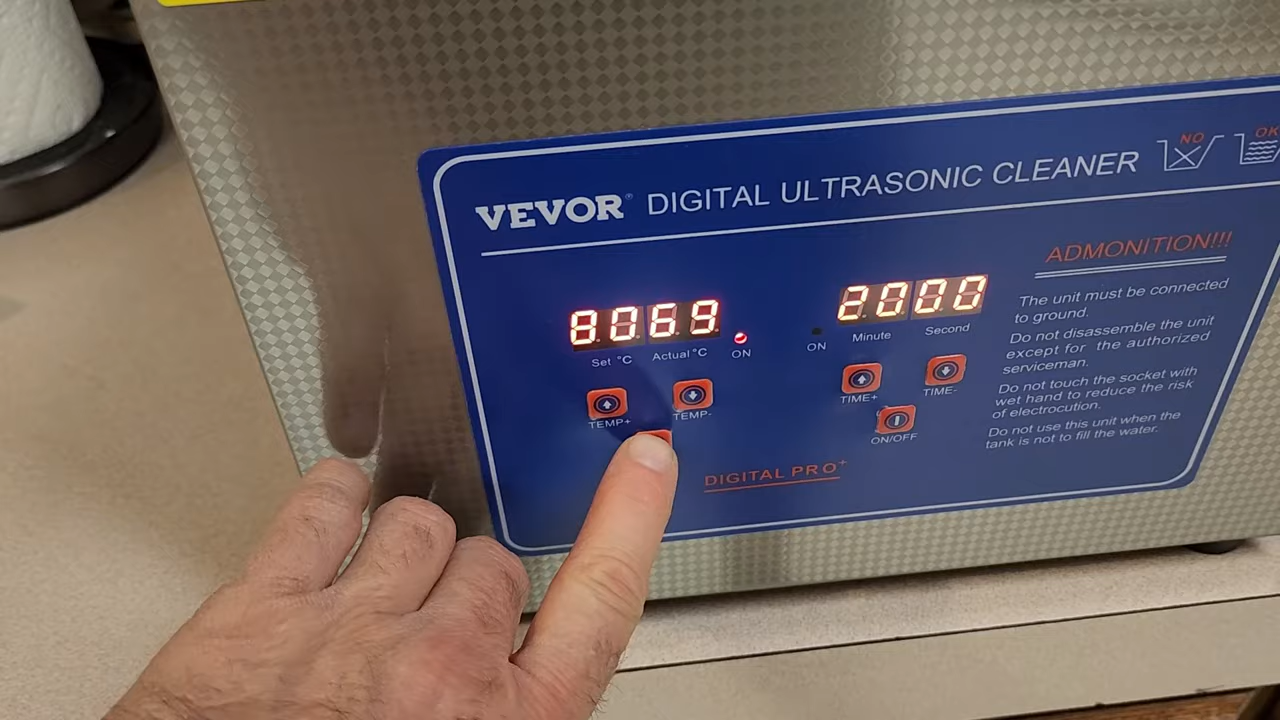 VEVOR® DIGITAL ULTRASONIC CLEANER
NO
OK
8069
Set °C
Actual °C
ON
ON
2000
Minute
Second
TEMP+
TEMP-
TIME+
TIME-
ON/OFF
DIGITAL PRO+
ADMONITION!!!
The unit must be connected
to ground.
Do not disassemble the unit
except for the authorized
serviceman.
Do not touch the socket with
wet hand to reduce the risk
of electrocution.
Do not use this unit when the
tank is not to fill the water.